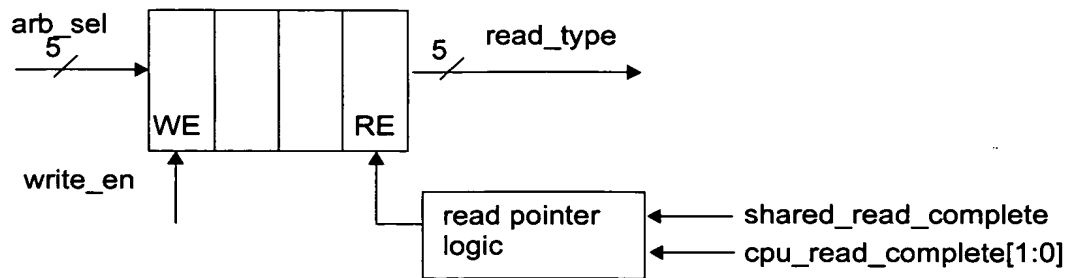 arb_sel
5
5
read_type
WE
RE
write_en
read pointer
logic
shared_read_complete
cpu_read_complete[1:0]